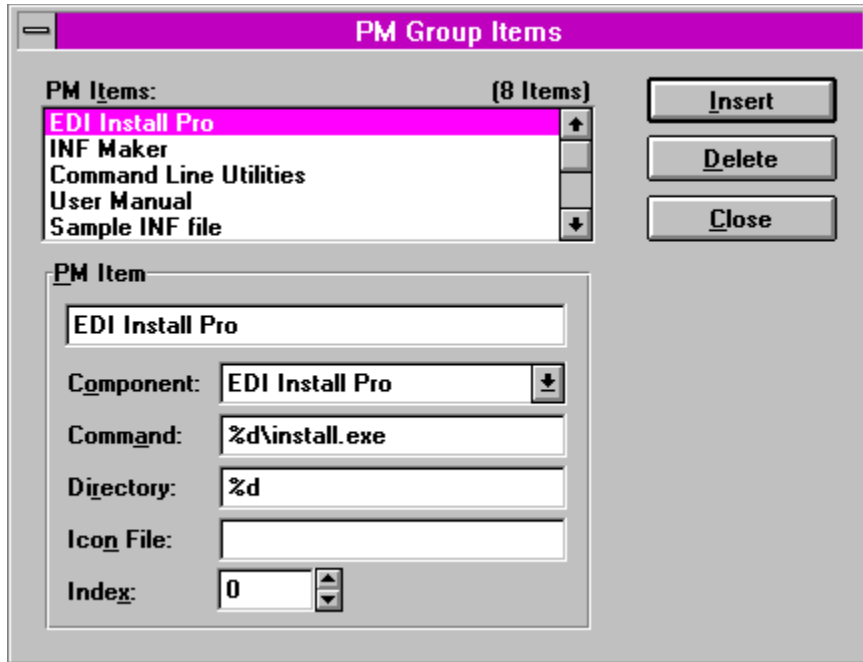 PM Group Items
PM Items: (8 Items)
EDI Install Pro
INF Maker
Command Line Utilities
User Manual
Sample INF file
Insert
Delete
Close
PM Item
EDI Install Pro
Component: EDI Install Pro
Command: %d\install.exe
Directory: %d
Icon File:
Index: 0